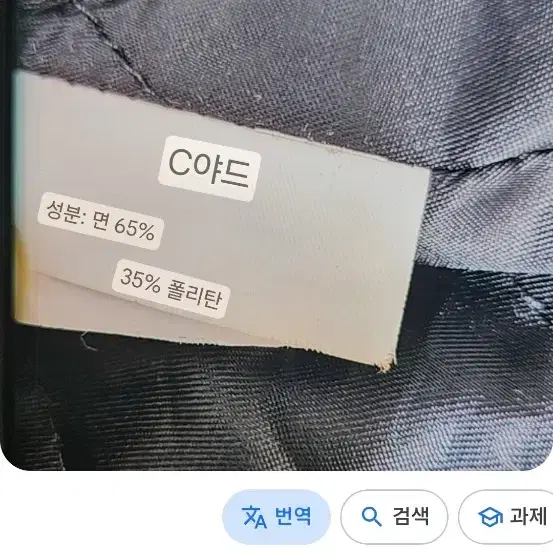 C야드
성분: 면 65%
35% 폴리탄
번역
검색
과제